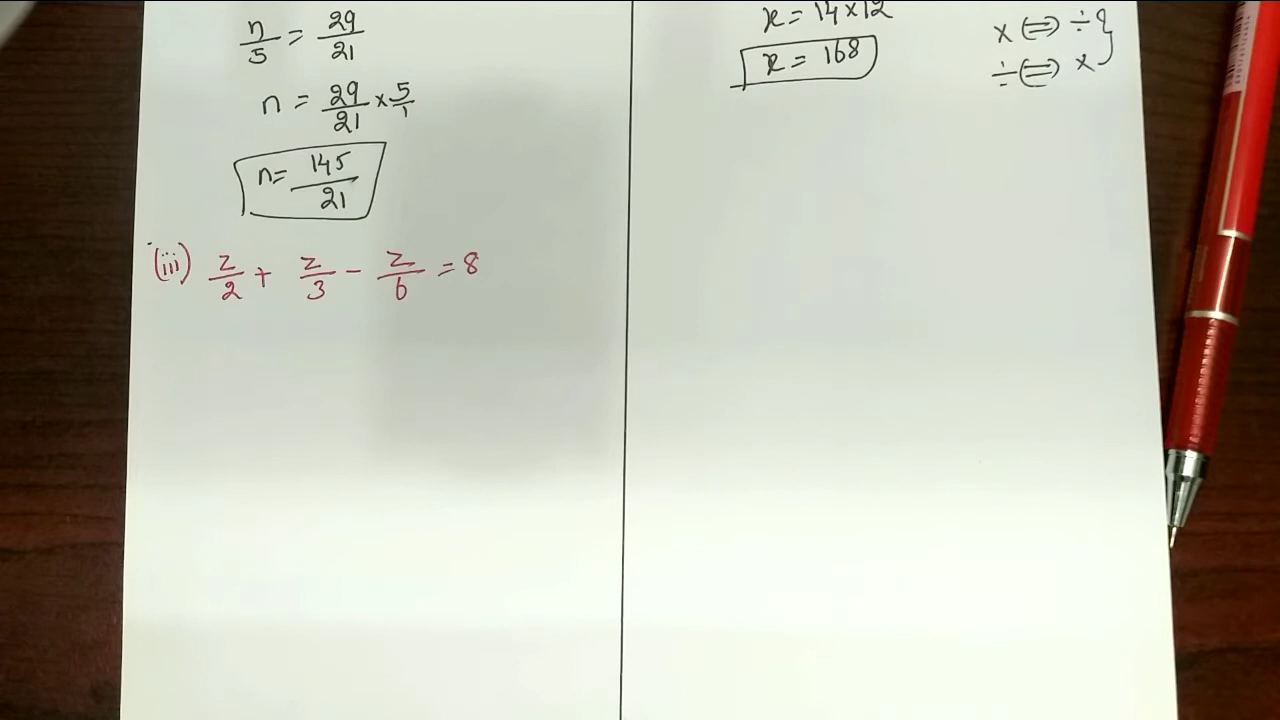 n/5 = 29/21
n = 29/21 × 5/1
n = 145/21
(iii) z/2 + z/3 - z/6 = 8
x = 14×12
x = 168
× ⇔ ÷ }
÷ ⇔ ×